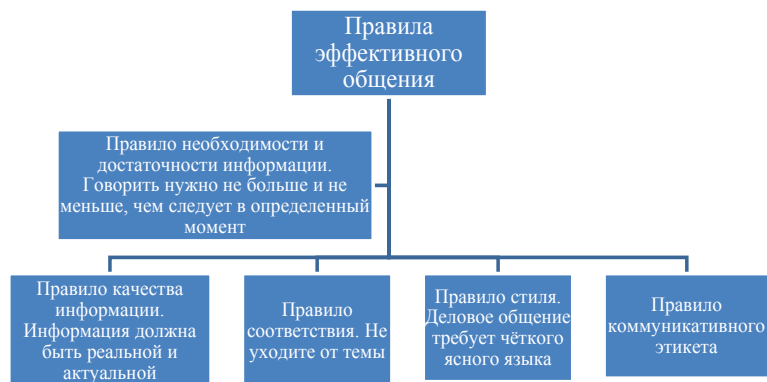 Правила
эффективного
общения
Правило необходимости и
достаточности информации.
Говорить нужно не больше и не
меньше, чем следует в определенный
момент
Правило качества
информации.
Информация должна
быть реальной и
актуальной
Правило
соответствия. Не
уходите от темы
Правило стиля.
Деловое общение
требует чёткого
ясного языка
Правило
коммуникативного
этикета